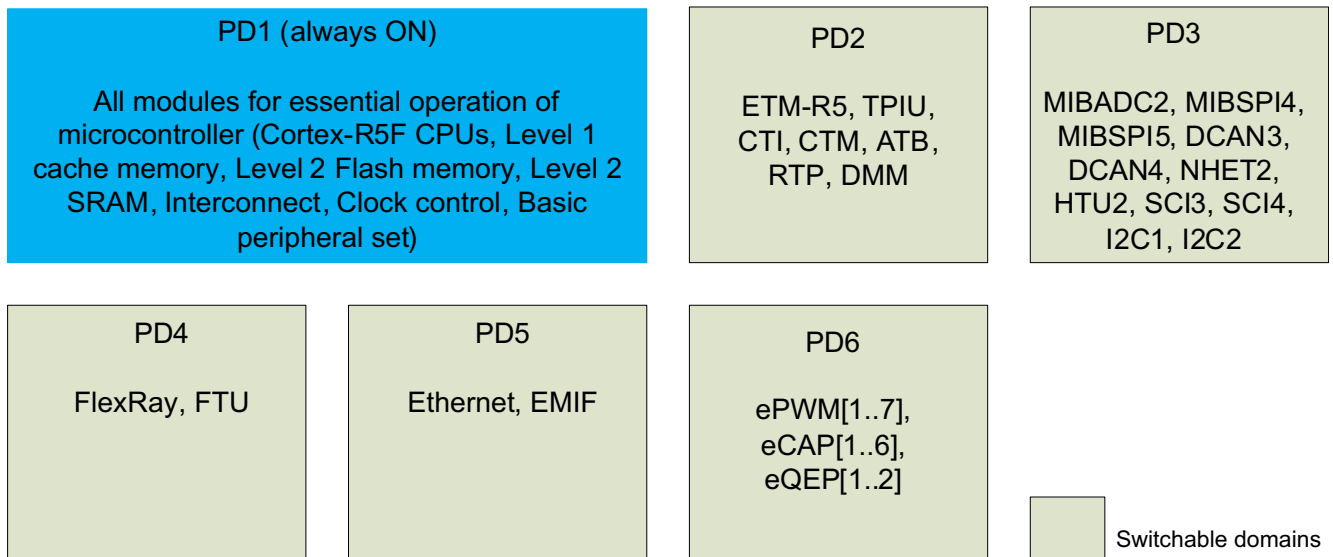 PD1 (always ON)
All modules for essential operation of
microcontroller (Cortex-R5F CPUs, Level 1
cache memory, Level 2 Flash memory, Level 2
SRAM, Interconnect, Clock control, Basic
peripheral set)
PD2
ETM-R5, TPIU,
CTI, CTM, ATB,
RTP, DMM
PD3
MIBADC2, MIBSPI4,
MIBSPI5, DCAN3,
DCAN4, NHET2,
HTU2, SCI3, SCI4,
I2C1, I2C2
PD4
FlexRay, FTU
PD5
Ethernet, EMIF
PD6
ePWM[1..7],
eCAP[1..6],
eQEP[1..2]
Switchable domains